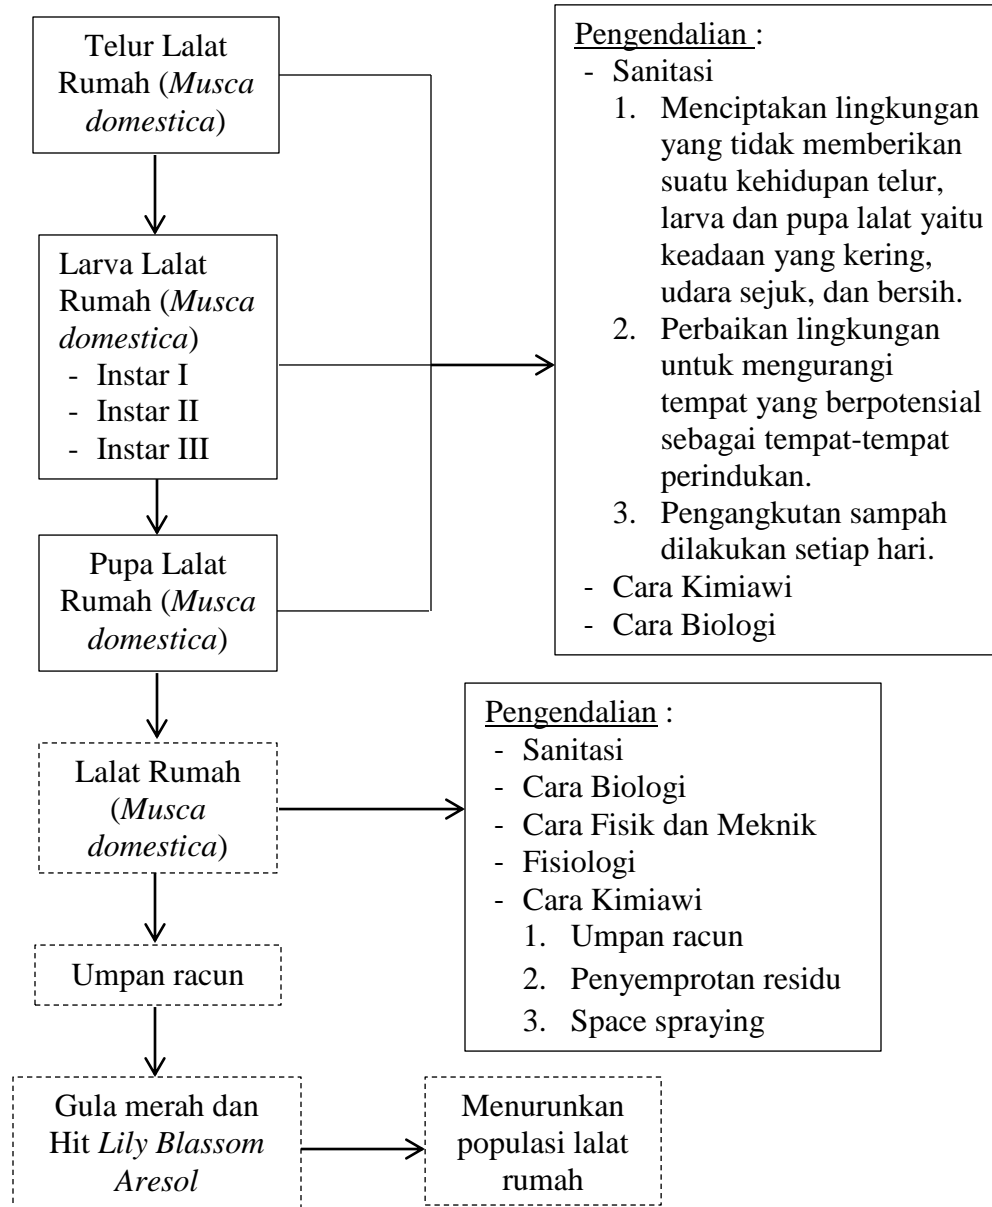 Telur Lalat
Rumah (Musca
domestica)
Larva Lalat
Rumah (Musca
domestica)
- Instar I
- Instar II
- Instar III
Pupa Lalat
Rumah (Musca
domestica)
Lalat Rumah
(Musca
domestica)
Umpan racun
Gula merah dan
Hit Lily Blassom
Aresol
Menurunkan
populasi lalat
rumah
Pengendalian :
- Sanitasi
1. Menciptakan lingkungan
yang tidak memberikan
suatu kehidupan telur,
larva dan pupa lalat yaitu
keadaan yang kering,
udara sejuk, dan bersih.
2. Perbaikan lingkungan
untuk mengurangi
tempat yang berpotensial
sebagai tempat-tempat
perindukan.
3. Pengangkutan sampah
dilakukan setiap hari.
- Cara Kimiawi
- Cara Biologi
Pengendalian :
- Sanitasi
- Cara Biologi
- Cara Fisik dan Meknik
- Fisiologi
- Cara Kimiawi
1. Umpan racun
2. Penyemprotan residu
3. Space spraying